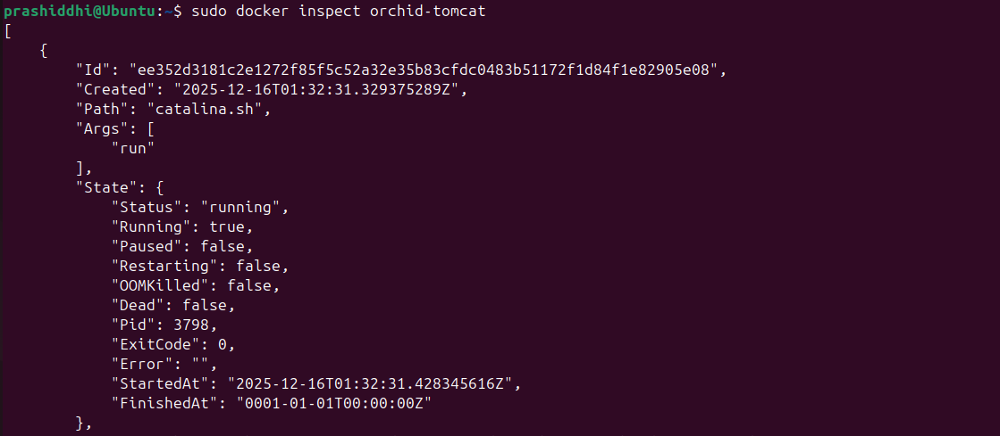 prashiddhi@Ubuntu:~$ sudo docker inspect orchid-tomcat
[
    {
        "Id": "ee352d3181c2e1272f85f5c52a32e35b83cfdc0483b51172f1d84f1e82905e08",
        "Created": "2025-12-16T01:32:31.329375289Z",
        "Path": "catalina.sh",
        "Args": [
            "run"
        ],
        "State": {
            "Status": "running",
            "Running": true,
            "Paused": false,
            "Restarting": false,
            "OOMKilled": false,
            "Dead": false,
            "Pid": 3798,
            "ExitCode": 0,
            "Error": "",
            "StartedAt": "2025-12-16T01:32:31.428345616Z",
            "FinishedAt": "0001-01-01T00:00:00Z"
        },